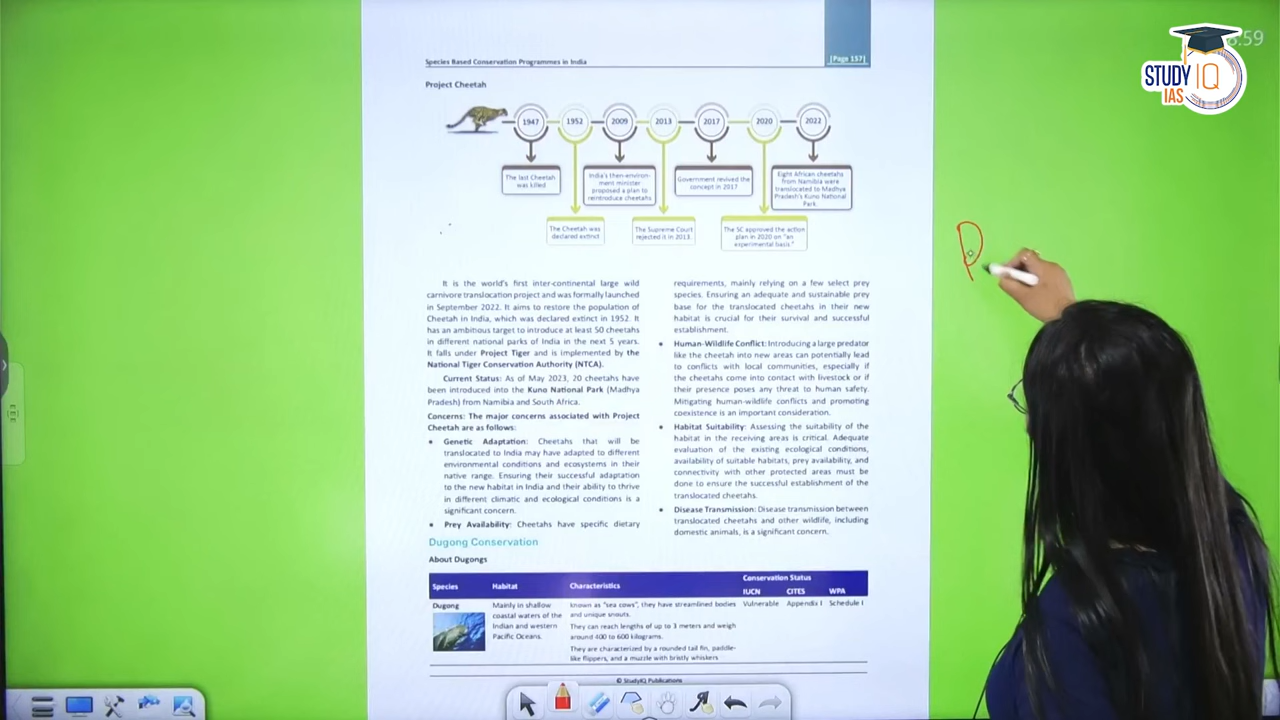 :59
STUDY IQ
IAS
Species Based Conservation Programmes in India
[Page 157]
Project Cheetah
1947
1952
2009
2013
2017
2020
2022
The last Cheetah
was killed
India's then-environ-
ment minister
proposed a plan to
reintroduce cheetahs
Government revived the
concept in 2017
Eight African cheetahs
from Namibia were
translocated to Madhya
Pradesh's Kuno National
Park.
The Cheetah was
declared extinct
The Supreme Court
rejected it in 2013.
The SC approved the action
plan in 2020 on "an
experimental basis"
It is the world's first inter-continental large wild
carnivore translocation project and was formally launched
in September 2022. It aims to restore the population of
Cheetah in India, which was declared extinct in 1952. It
has an ambitious target to introduce at least 50 cheetahs
in different national parks of India in the next 5 years.
It falls under Project Tiger and is implemented by the
National Tiger Conservation Authority (NTCA).
Current Status: As of May 2023, 20 cheetahs have
been introduced into the Kuno National Park (Madhya
Pradesh) from Namibia and South Africa.
Concerns: The major concerns associated with Project
Cheetah are as follows:
• Genetic Adaptation: Cheetahs that will be
translocated to India may have adapted to different
environmental conditions and ecosystems in their
native range. Ensuring their successful adaptation
to the new habitat in India and their ability to thrive
in different climatic and ecological conditions is a
significant concern.
• Prey Availability: Cheetahs have specific dietary
requirements, mainly relying on a few select prey
species. Ensuring an adequate and sustainable prey
base for the translocated cheetahs in their new
habitat is crucial for their survival and successful
establishment.
• Human-Wildlife Conflict: Introducing a large predator
like the cheetah into new areas can potentially lead
to conflicts with local communities, especially if
the cheetahs come into contact with livestock or if
their presence poses any threat to human safety.
Mitigating human-wildlife conflicts and promoting
coexistence is an important consideration.
• Habitat Suitability: Assessing the suitability of the
habitat in the receiving areas is critical. Adequate
evaluation of the existing ecological conditions,
availability of suitable habitats, prey availability, and
connectivity with other protected areas must be
done to ensure the successful establishment of the
translocated cheetahs.
• Disease Transmission: Disease transmission between
translocated cheetahs and other wildlife, including
domestic animals, is a significant concern.
Dugong Conservation
About Dugongs
Species Habitat Characteristics Conservation Status
IUCN CITES WPA
Dugong
Mainly in shallow
coastal waters of the
Indian and western
Pacific Oceans.
known as "sea cows", they have streamlined bodies
and unique snouts.
They can reach lengths of up to 3 meters and weigh
around 400 to 600 kilograms.
They are characterized by a rounded tail fin, paddle-
like flippers, and a muzzle with bristly whiskers
Vulnerable Appendix I Schedule I
© StudyIQ Publications